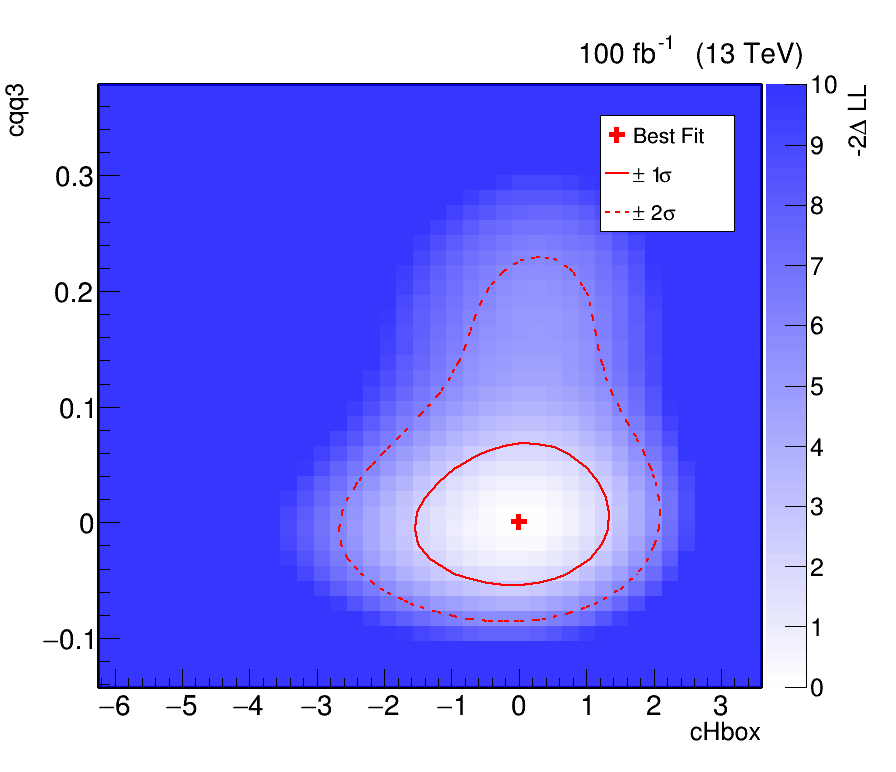 100 fb-1 (13 TeV)
cqq3
-2Δ LL
Best Fit
± 1σ
± 2σ
0.3
0.2
0.1
0
−0.1
10
9
8
7
6
5
4
3
2
1
0
−6 −5 −4 −3 −2 −1 0 1 2 3
cHbox